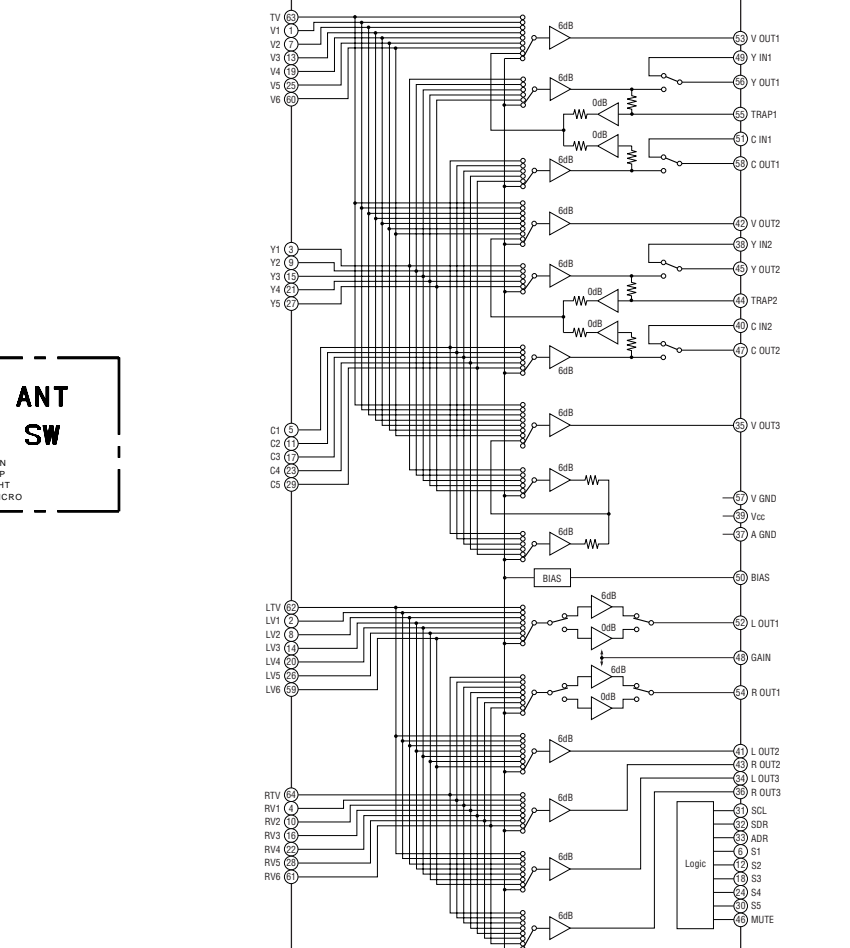 TV 63
V1 1
V2 7
V3 13
V4 19
V5 25
V6 60
6dB
53 V OUT1
49 Y IN1
6dB
56 Y OUT1
0dB
55 TRAP1
0dB
51 C IN1
6dB
58 C OUT1
6dB
42 V OUT2
38 Y IN2
Y1 3
Y2 9
Y3 15
Y4 21
Y5 27
6dB
45 Y OUT2
0dB
44 TRAP2
0dB
40 C IN2
47 C OUT2
6dB
ANT
SW
N
P
HT
CRO
C1 5
C2 11
C3 17
C4 23
C5 29
6dB
35 V OUT3
6dB
57 V GND
39 Vcc
6dB
37 A GND
BIAS
50 BIAS
LTV 62
LV1 2
LV2 8
LV3 14
LV4 20
LV5 26
LV6 59
6dB
52 L OUT1
0dB
48 GAIN
6dB
54 R OUT1
0dB
6dB
41 L OUT2
43 R OUT2
34 L OUT3
36 R OUT3
RTV 64
RV1 4
RV2 10
RV3 16
RV4 22
RV5 28
RV6 61
6dB
6dB
6dB
Logic
31 SCL
32 SDR
33 ADR
6 S1
12 S2
18 S3
24 S4
30 S5
46 MUTE